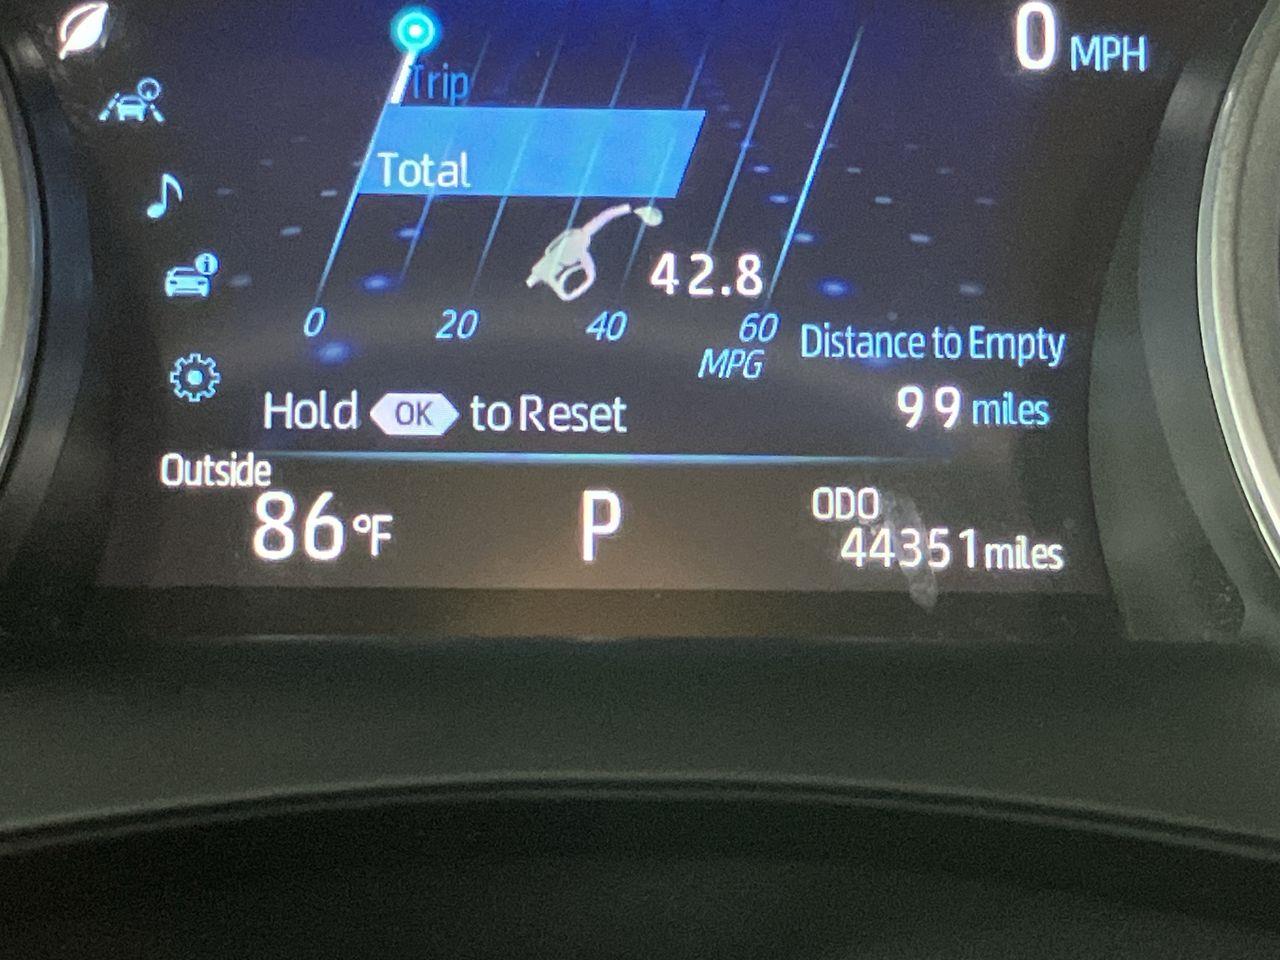 0 MPH
Trip
Total
42.8
0 20 40 60
MPG
Distance to Empty
99 miles
Hold OK to Reset
Outside
86°F
P
ODO
44351 miles